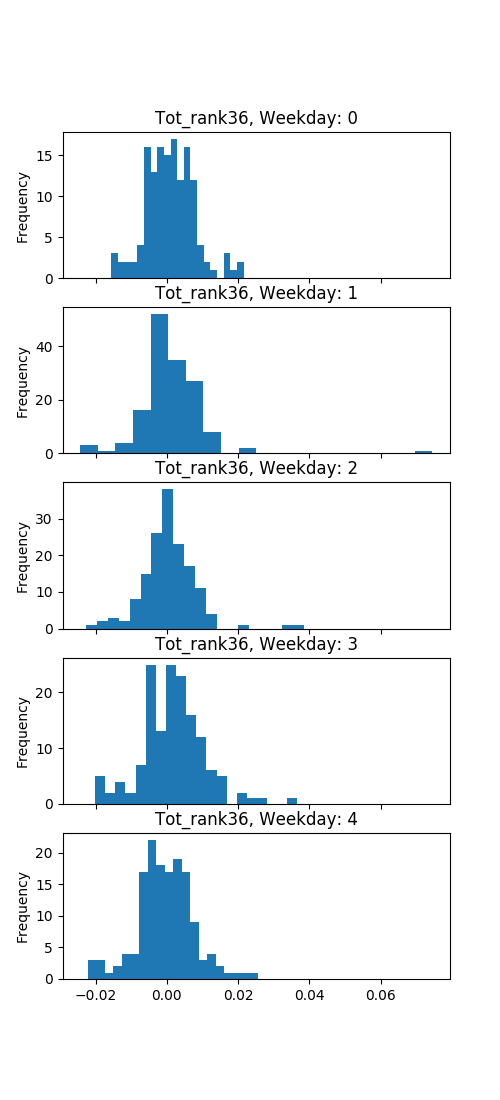 Tot_rank36, Weekday: 0
Frequency
15
10
5
0
Tot_rank36, Weekday: 1
Frequency
40
20
0
Tot_rank36, Weekday: 2
Frequency
30
20
10
0
Tot_rank36, Weekday: 3
Frequency
20
10
0
Tot_rank36, Weekday: 4
Frequency
20
15
10
5
0
−0.02 0.00 0.02 0.04 0.06